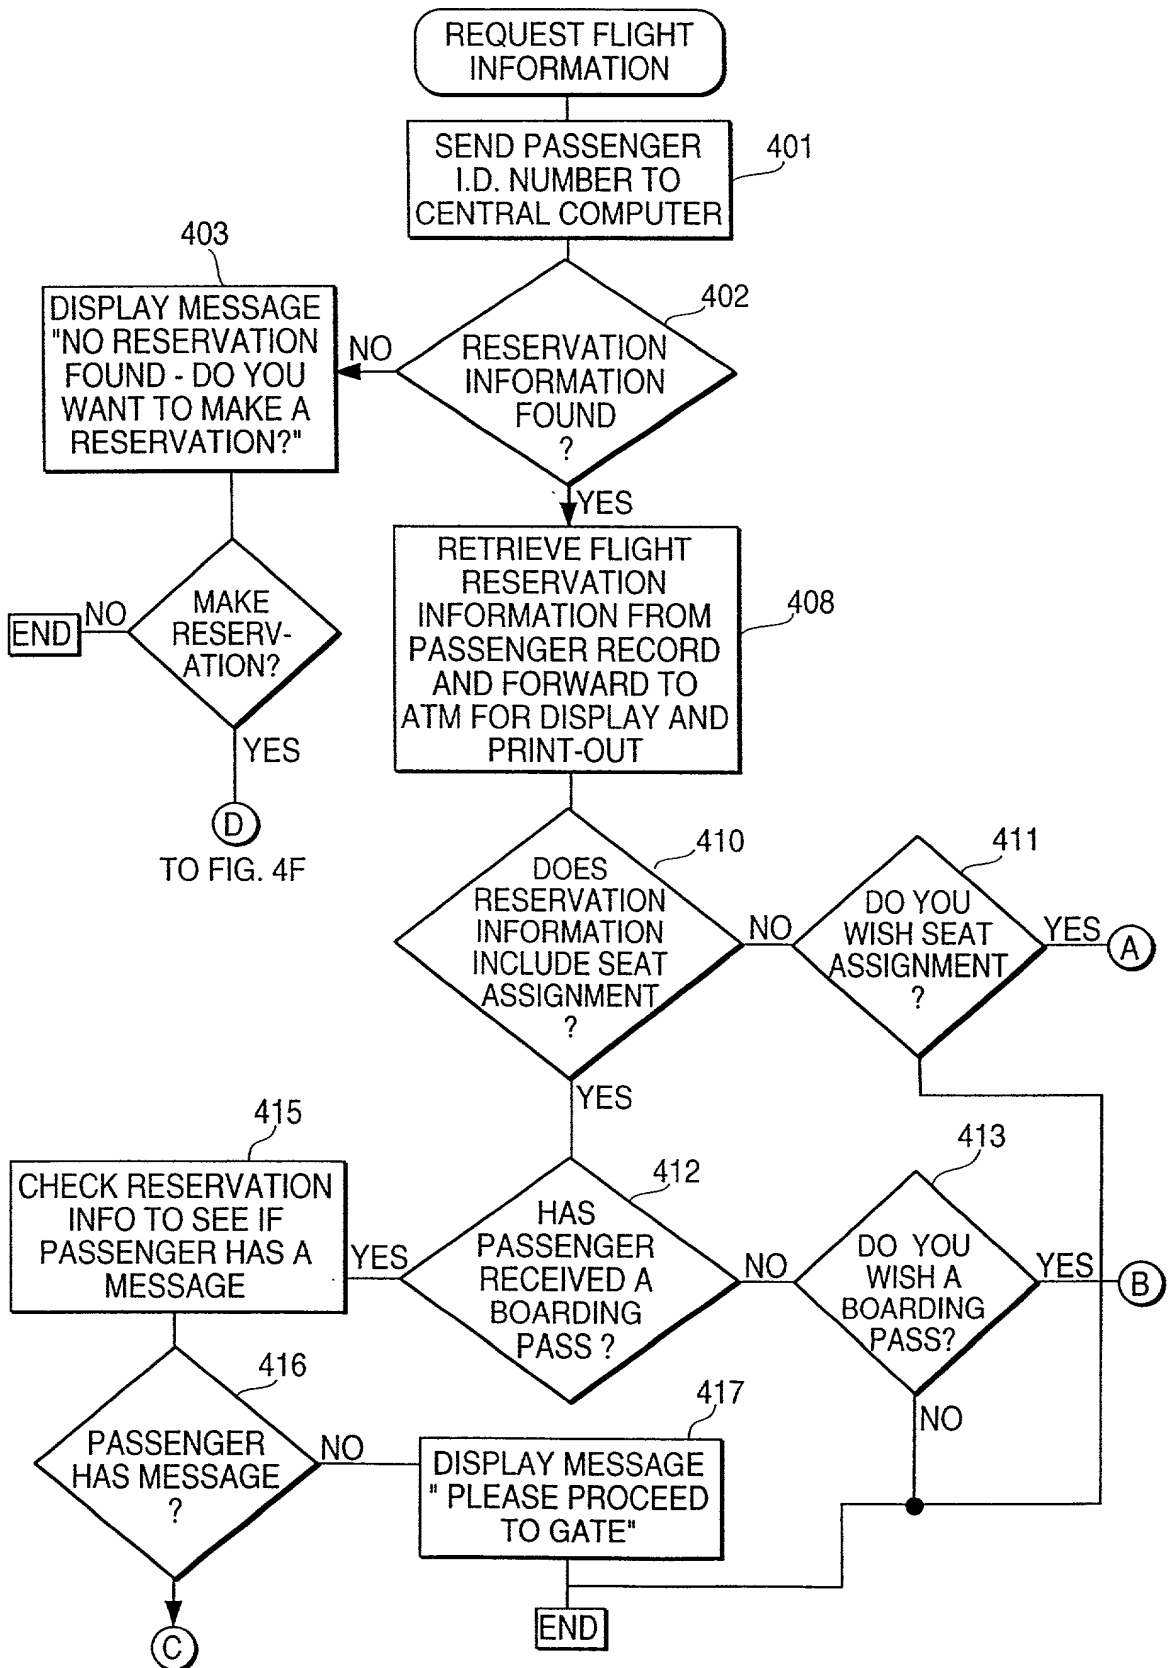 REQUEST FLIGHT
INFORMATION
SEND PASSENGER
I.D. NUMBER TO
CENTRAL COMPUTER
401
403
DISPLAY MESSAGE
"NO RESERVATION
FOUND - DO YOU
WANT TO MAKE A
RESERVATION?"
NO
402
RESERVATION
INFORMATION
FOUND
?
YES
MAKE
RESERV-
ATION?
NO
END
YES
D
TO FIG. 4F
RETRIEVE FLIGHT
RESERVATION
INFORMATION FROM
PASSENGER RECORD
AND FORWARD TO
ATM FOR DISPLAY AND
PRINT-OUT
408
410
DOES
RESERVATION
INFORMATION
INCLUDE SEAT
ASSIGNMENT
?
NO
411
DO YOU
WISH SEAT
ASSIGNMENT
?
YES
A
YES
415
CHECK RESERVATION
INFO TO SEE IF
PASSENGER HAS A
MESSAGE
YES
412
HAS
PASSENGER
RECEIVED A
BOARDING
PASS ?
NO
413
DO YOU
WISH A
BOARDING
PASS?
YES
B
NO
416
PASSENGER
HAS MESSAGE
?
NO
417
DISPLAY MESSAGE
" PLEASE PROCEED
TO GATE"
C
END